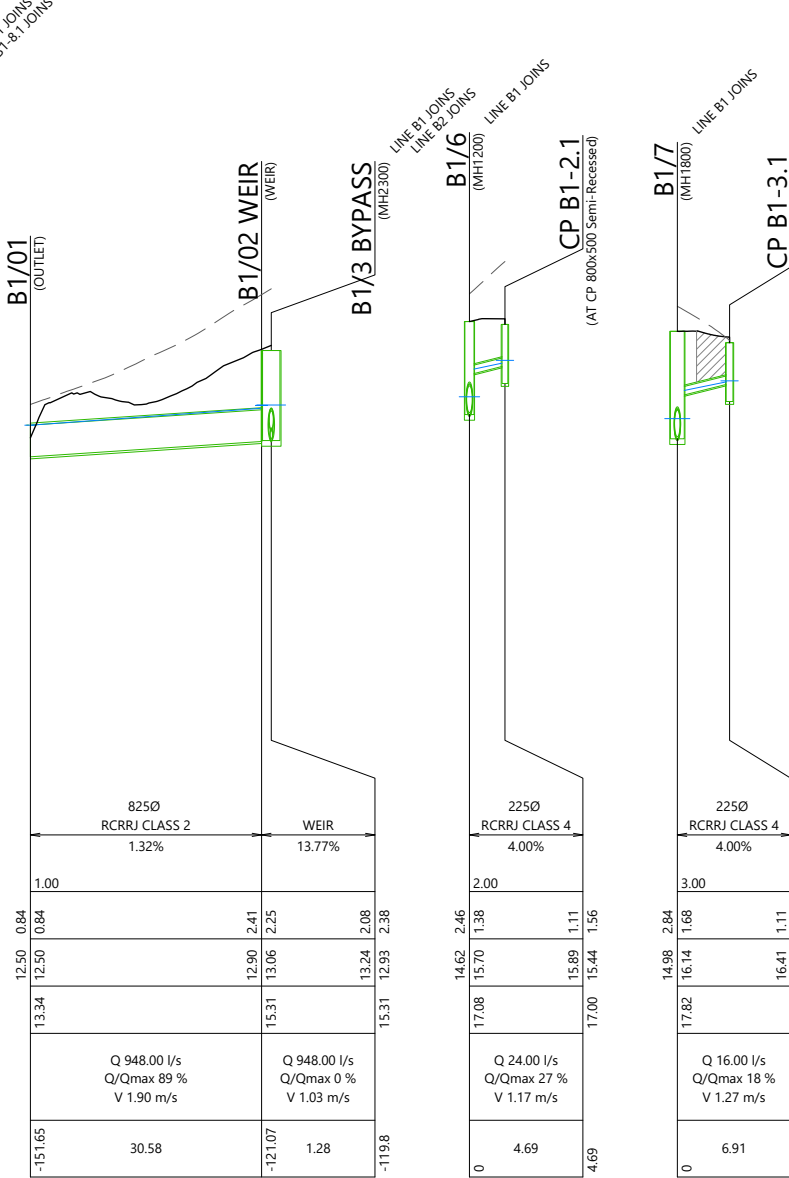 1 JOINS
31-8.1 JOINS
B1/01
(OUTLET)
B1/02 WEIR
(WEIR)
B1/3 BYPASS
(MH2300)
LINE B1 JOINS
LINE B2 JOINS
B1/6
(MH1200)
LINE B1 JOINS
CP B1-2.1
(AT CP 800x500 Semi-Recessed)
B1/7
(MH1800)
LINE B1 JOINS
CP B1-3.1
825Ø
RCRRJ CLASS 2
1.32%
WEIR
13.77%
225Ø
RCRRJ CLASS 4
4.00%
225Ø
RCRRJ CLASS 4
4.00%
1.00
2.00
3.00
0.84
0.84
2.41
2.25
2.08
2.38
2.46
1.38
1.11
1.56
2.84
1.68
1.11
12.50
12.50
12.90
13.06
13.24
12.93
14.62
15.70
15.89
15.44
14.98
16.14
16.41
13.34
15.31
15.31
17.08
17.00
17.82
Q 948.00 l/s
Q/Qmax 89 %
V 1.90 m/s
Q 948.00 l/s
Q/Qmax 0 %
V 1.03 m/s
Q 24.00 l/s
Q/Qmax 27 %
V 1.17 m/s
Q 16.00 l/s
Q/Qmax 18 %
V 1.27 m/s
-151.65
30.58
-121.07
1.28
-119.8
0
4.69
4.69
0
6.91